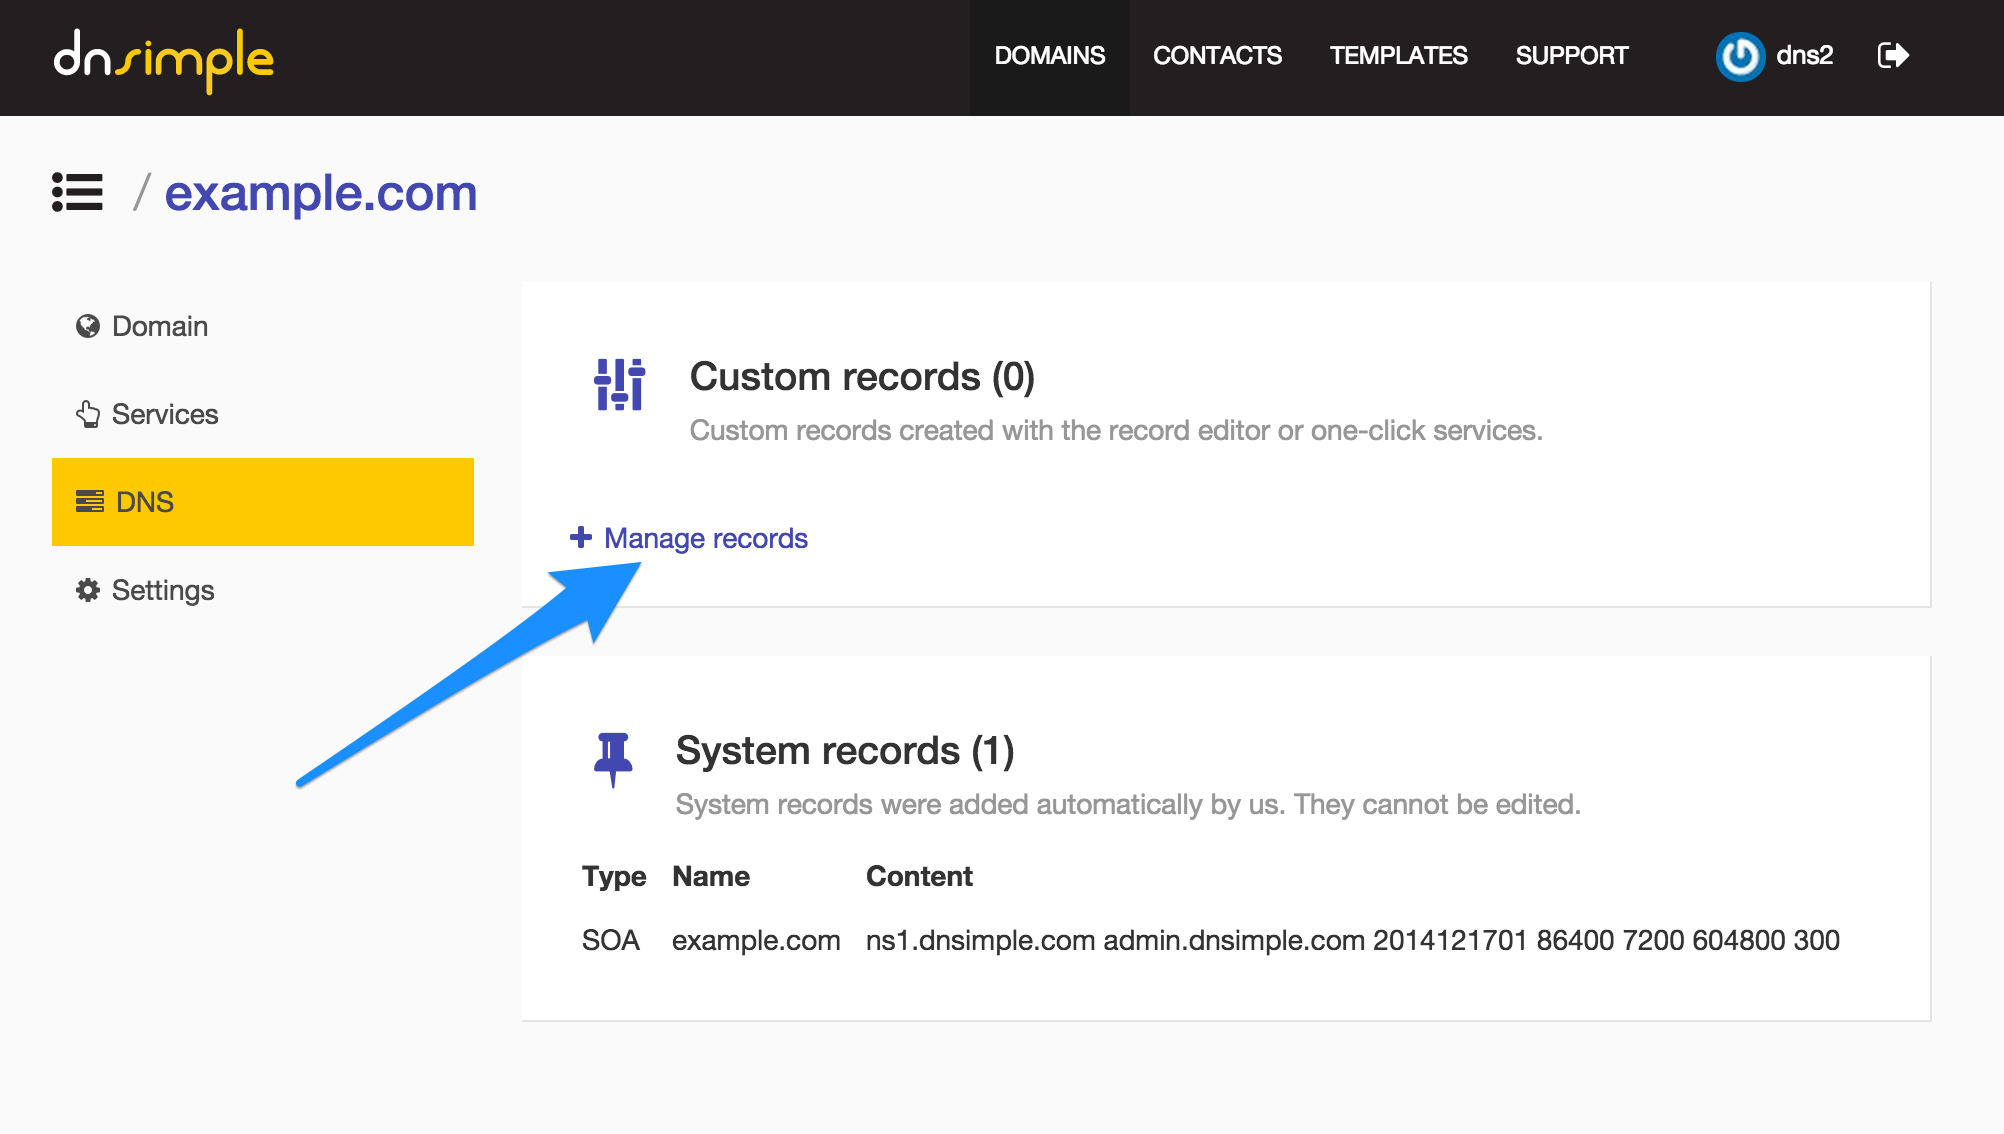 dnsimple DOMAINS CONTACTS TEMPLATES SUPPORT dns2
/ example.com
Domain
Services
DNS
Settings
Custom records (0)
Custom records created with the record editor or one-click services.
+ Manage records
System records (1)
System records were added automatically by us. They cannot be edited.
Type Name Content
SOA example.com ns1.dnsimple.com admin.dnsimple.com 2014121701 86400 7200 604800 300